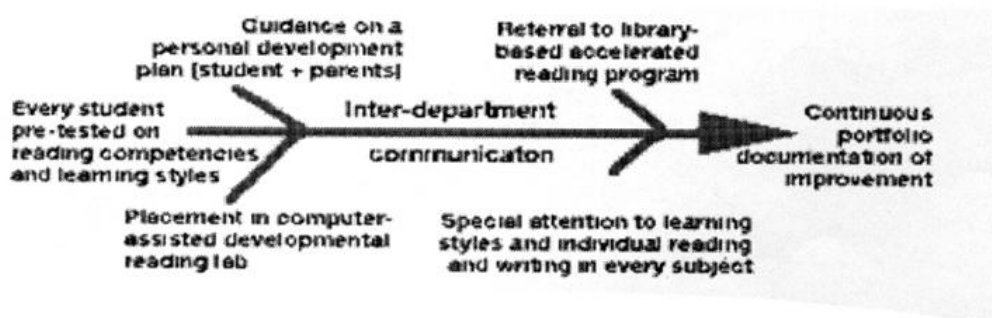 Guidance on a
personal development
plan [student + parents]
Referral to library-
based accelerated
reading program
Every student
pre-tested on
reading competencies
and learning styles
Inter-department
communicaton
Continuous
portfolio
documentation of
improvement
Placement in computer-
assisted developmental
reading lab
Special attention to learning
styles and individual reading
and writing in every subject